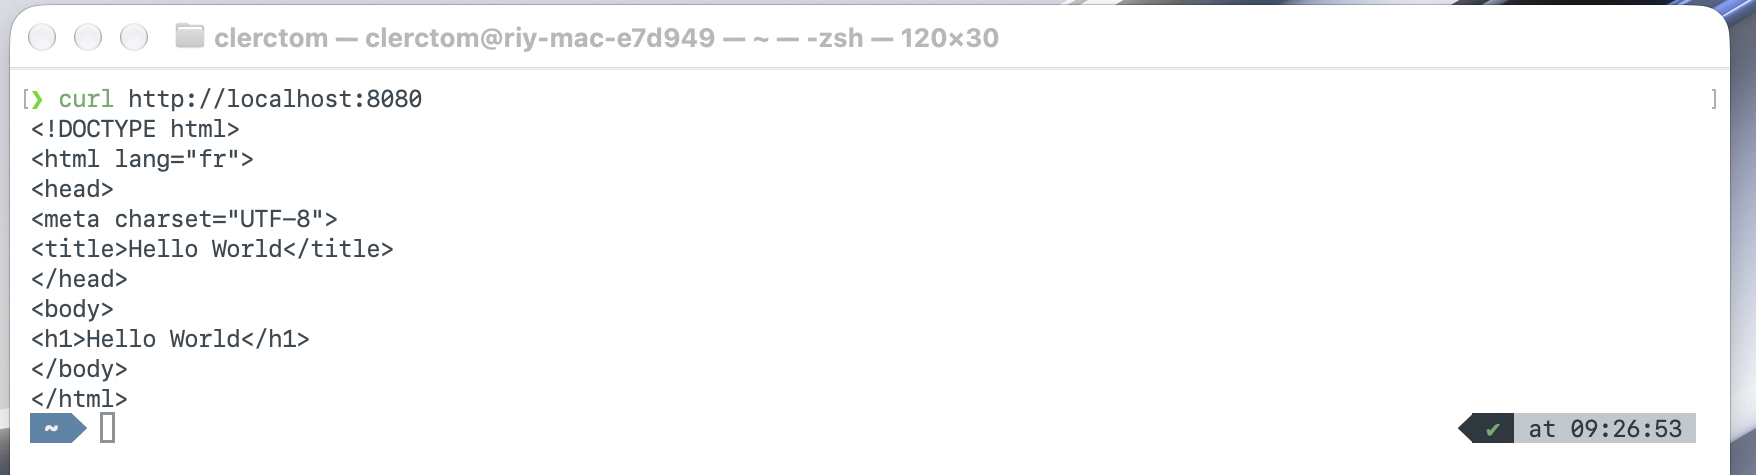 clerctom — clerctom@riy-mac-e7d949 — ~ — -zsh — 120×30
[❯ curl http://localhost:8080 ]
<!DOCTYPE html>
<html lang="fr">
<head>
<meta charset="UTF-8">
<title>Hello World</title>
</head>
<body>
<h1>Hello World</h1>
</body>
</html>
~ ✔ at 09:26:53